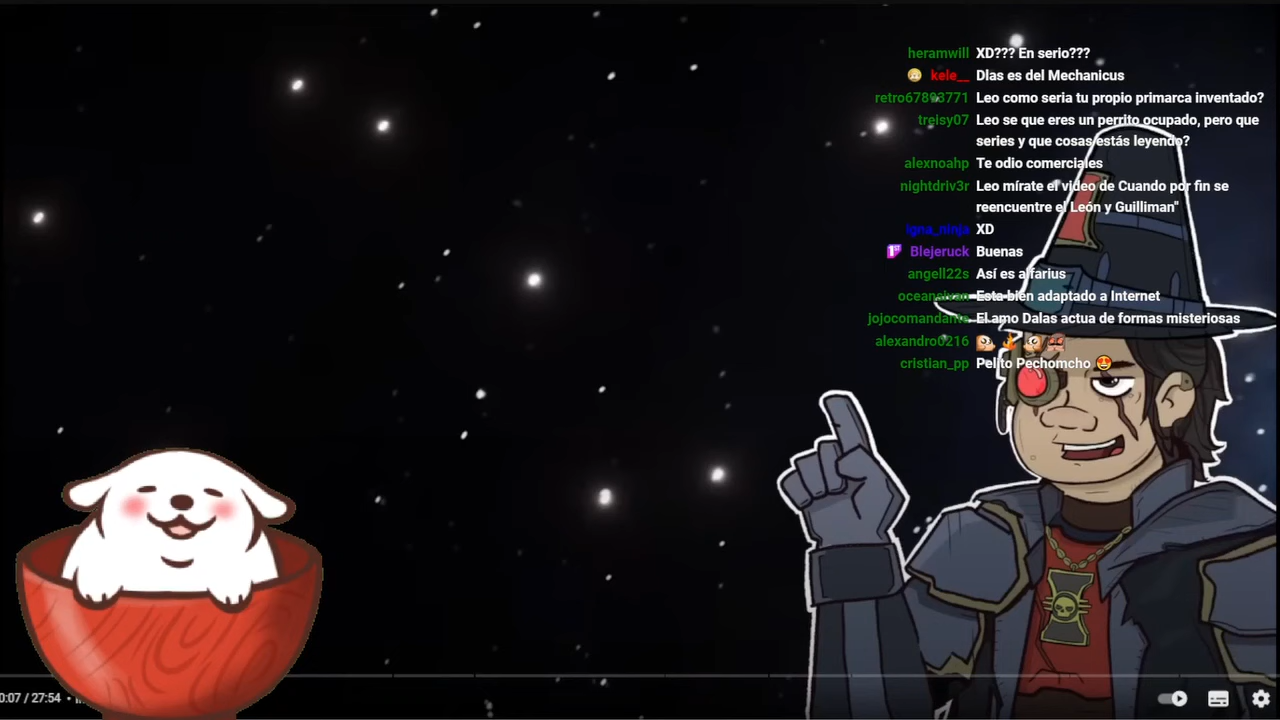 heramwill XD??? En serio???
kele__ Dlas es del Mechanicus
retro67893771 Leo como seria tu propio primarca inventado?
treisy07 Leo se que eres un perrito ocupado, pero que
series y que cosas estás leyendo?
alexnoahp Te odio comerciales
nightdriv3r Leo mírate el video de Cuando por fin se
reencuentre el León y Guilliman"
igna_ninja XD
Blejeruck Buenas
angell22s Así es alfarius
oceansivan Esta bien adaptado a Internet
jojocomandante El amo Dalas actua de formas misteriosas
alexandro0216
cristian_pp Pelito Pechomcho
0:07 / 27:54 •